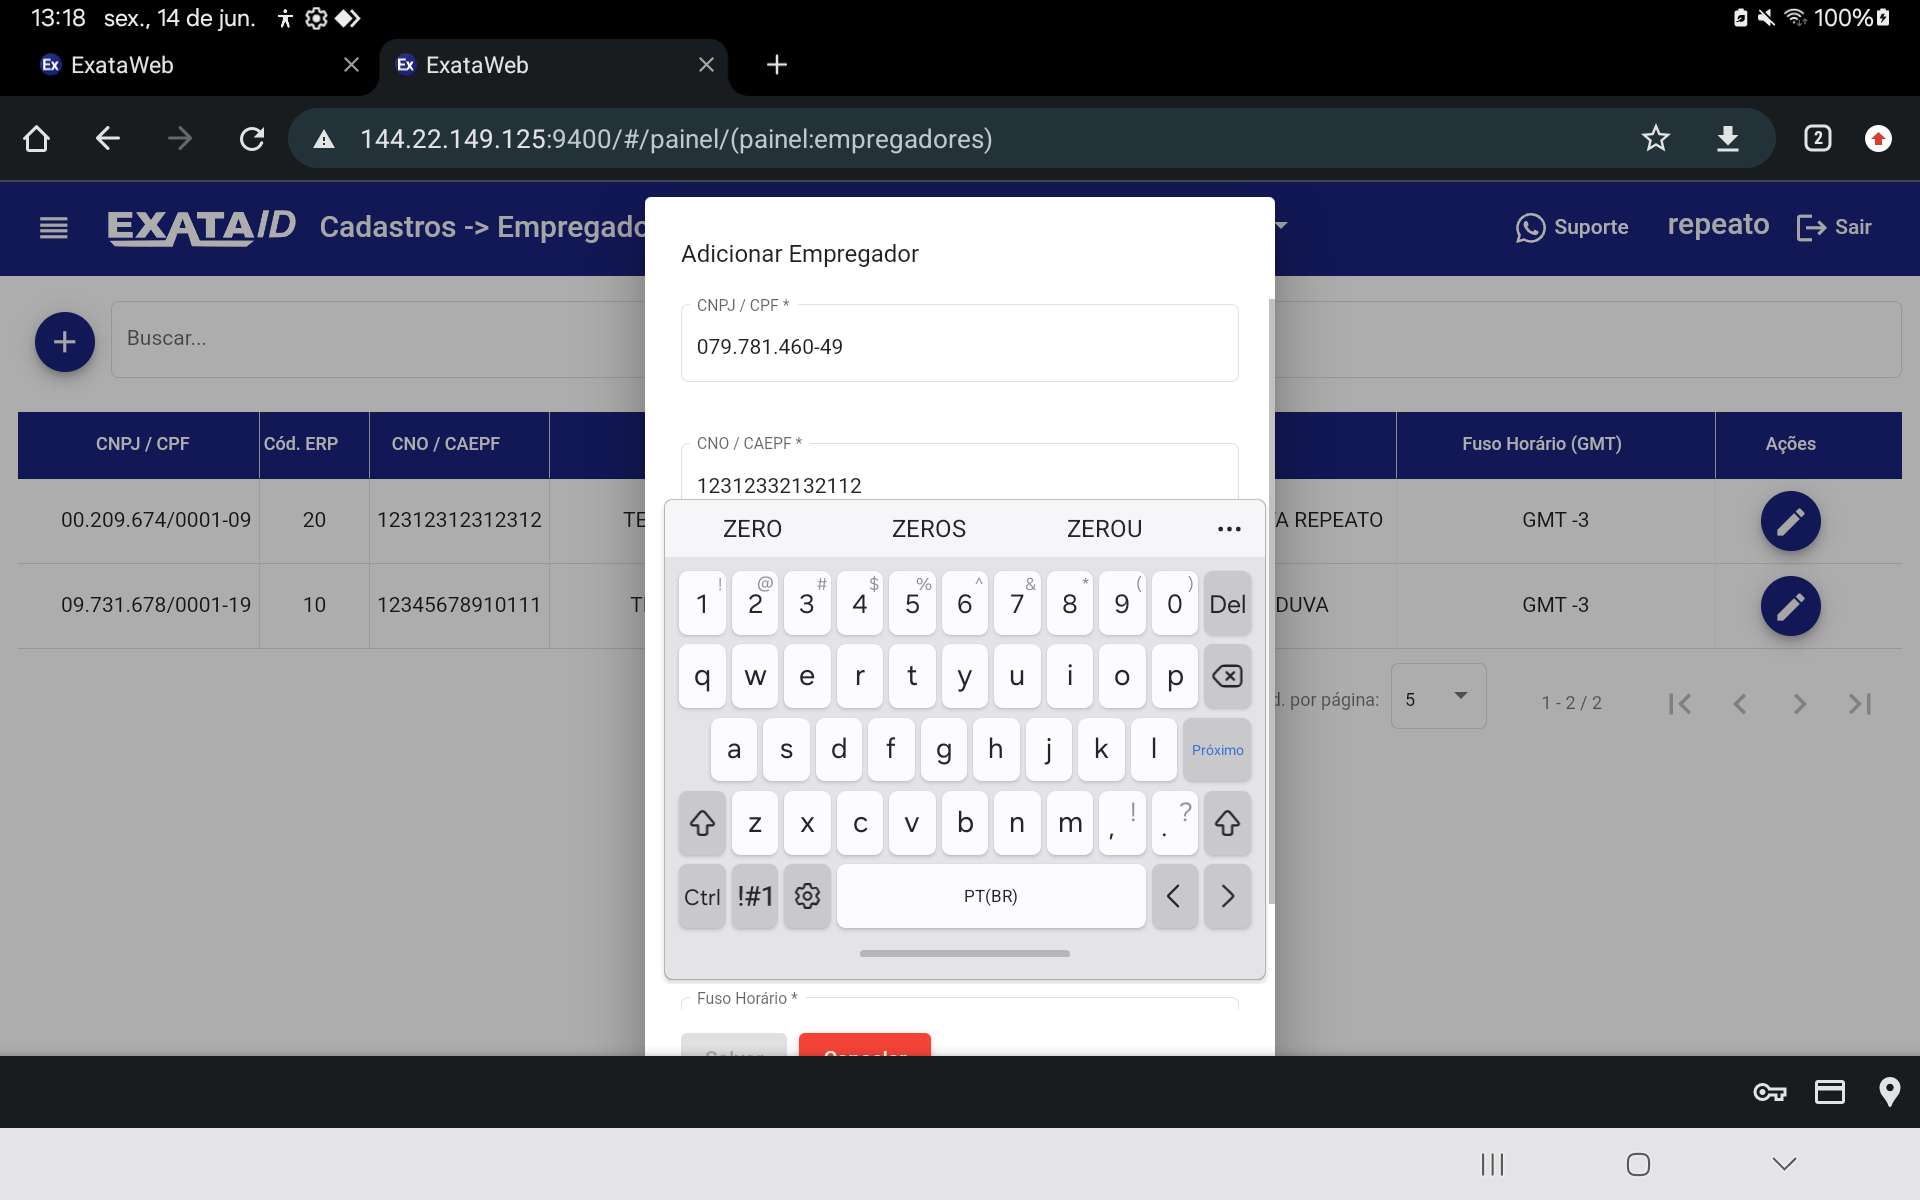 13:18 sex., 14 de jun. 100%
Ex ExataWeb
Ex ExataWeb
144.22.149.125:9400/#/painel/(painel:empregadores)
2
EXATAID Cadastros -> Empregado
Suporte repeato Sair
Adicionar Empregador
CNPJ / CPF *
079.781.460-49
Buscar...
CNO / CAEPF *
12312332132112
CNPJ / CPF Cód. ERP CNO / CAEPF Fuso Horário (GMT) Ações
00.209.674/0001-09 20 12312312312312 TE A REPEATO GMT -3
09.731.678/0001-19 10 12345678910111 T DUVA GMT -3
d. por página: 5 1 - 2 / 2
ZERO ZEROS ZEROU ...
! @ # $ % ^ & * ( )
1 2 3 4 5 6 7 8 9 0 Del
q w e r t y u i o p
a s d f g h j k l Próximo
z x c v b n m , ! . ?
Ctrl !#1 PT(BR) < >
Fuso Horário *
Salvar Cancelar